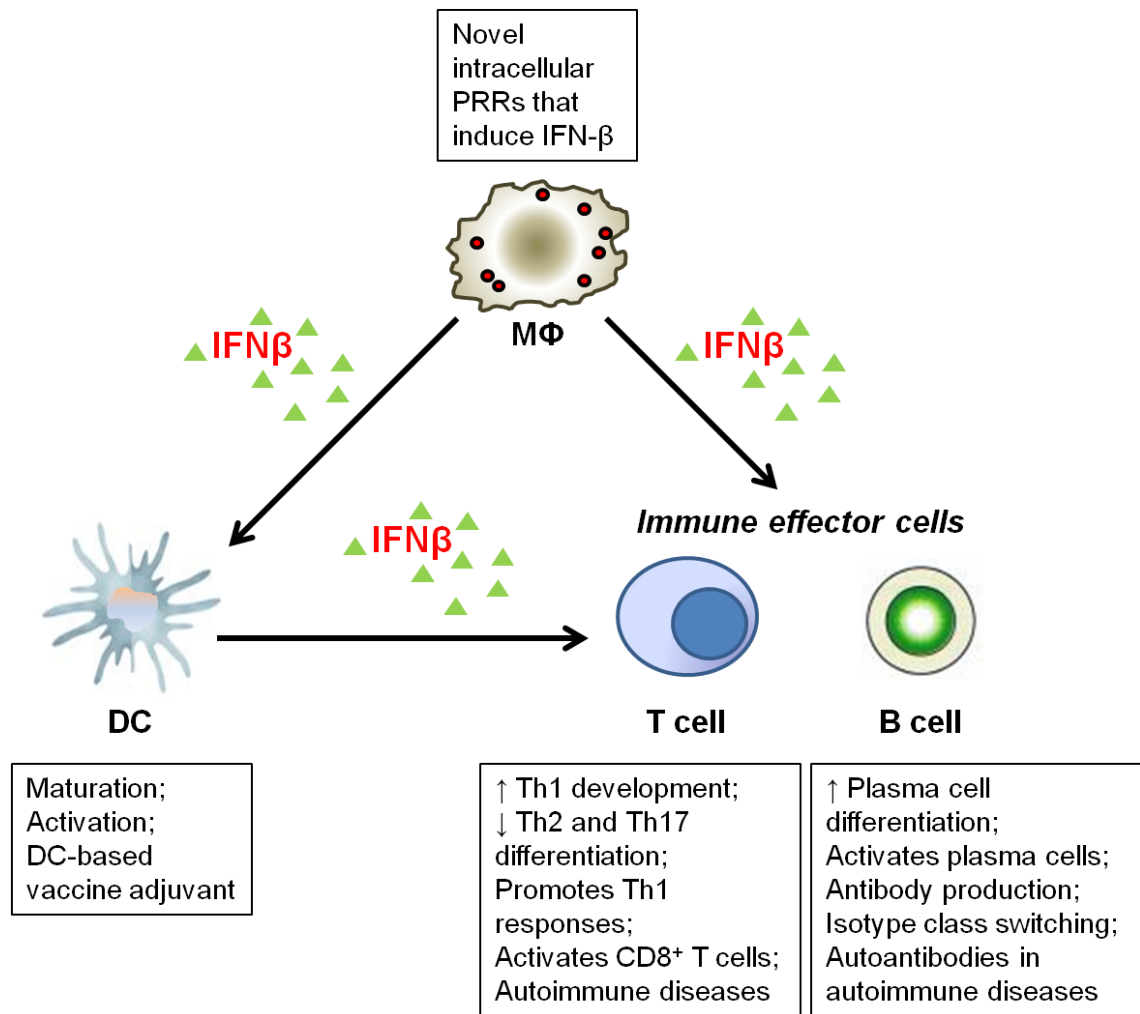 Novel
intracellular
PRRs that
induce IFN-β
MΦ
IFNβ
IFNβ
IFNβ
Immune effector cells
DC
T cell
B cell
Maturation;
Activation;
DC-based
vaccine adjuvant
↑ Th1 development;
↓ Th2 and Th17
differentiation;
Promotes Th1
responses;
Activates CD8⁺ T cells;
Autoimmune diseases
↑ Plasma cell
differentiation;
Activates plasma cells;
Antibody production;
Isotype class switching;
Autoantibodies in
autoimmune diseases